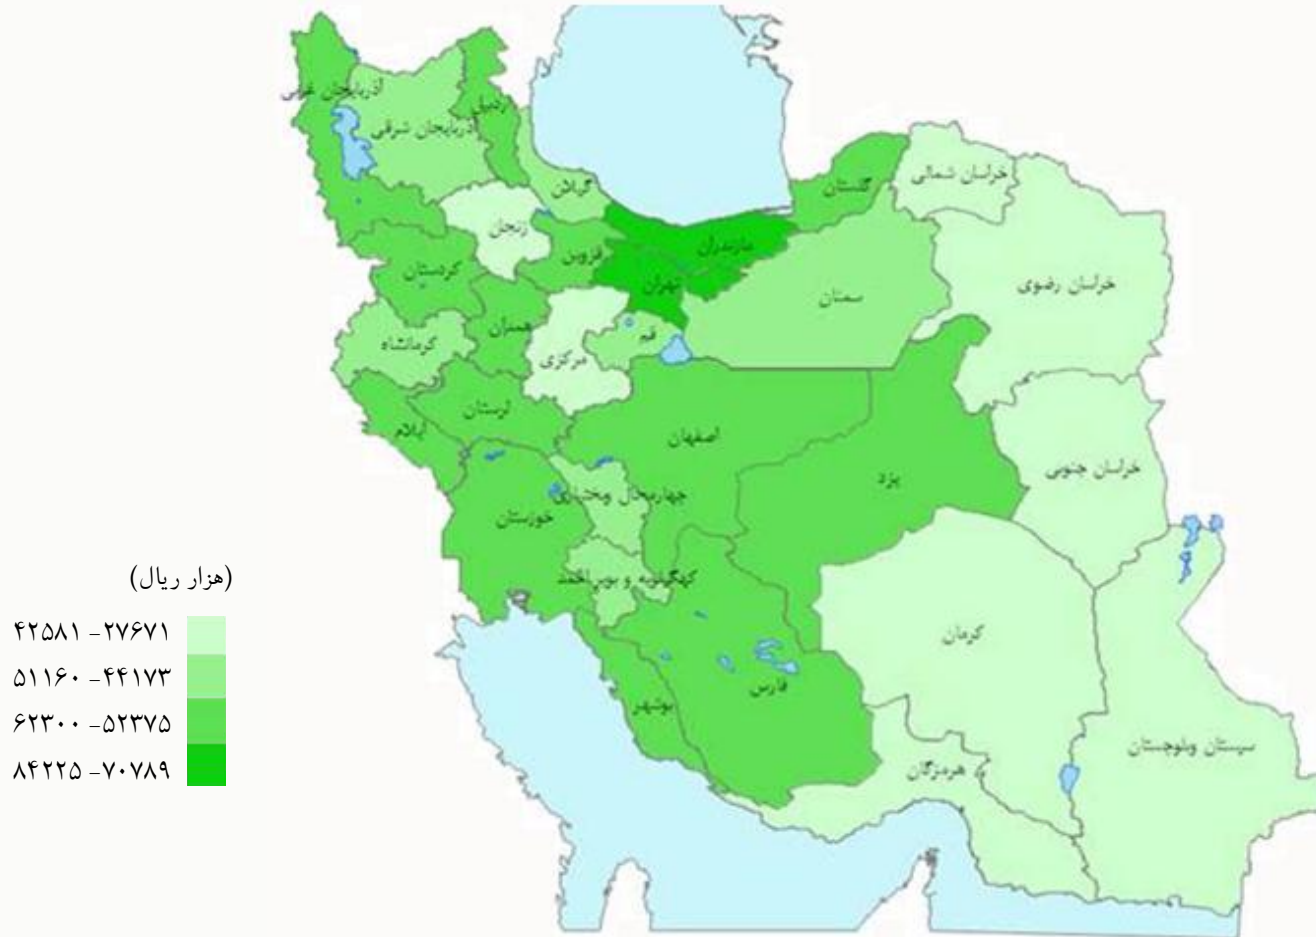 آذربایجان غربی
اردبیل
آذربایجان شرقی
گیلان
گلستان
خراسان شمالی
زنجان
مازندران
قزوین
کردستان
تهران
خراسان رضوی
سمنان
همدان
قم
کرمانشاه
مرکزی
لرستان
ایلام
اصفهان
خراسان جنوبی
یزد
چهارمحال وبختیاری
خوزستان
کهگیلویه و بویراحمد
کرمان
فارس
بوشهر
سیستان وبلوچستان
هرمزگان
(هزار ریال)
۴۲۵۸۱ -۲۷۶۷۱
۵۱۱۶۰ -۴۴۱۷۳
۶۲۳۰۰ -۵۲۳۷۵
۸۴۲۲۵ -۷۰۷۸۹